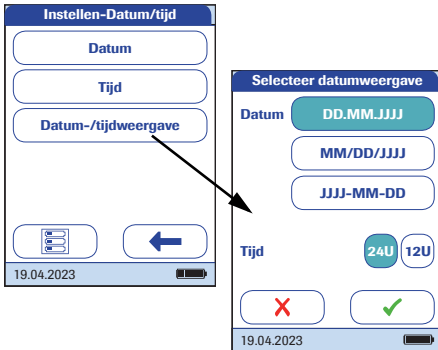 Instellen-Datum/tijd
Datum
Tijd
Datum-/tijdweergave
19.04.2023
Selecteer datumweergave
Datum DD.MM.JJJJ
MM/DD/JJJJ
JJJJ-MM-DD
Tijd 24U 12U
19.04.2023